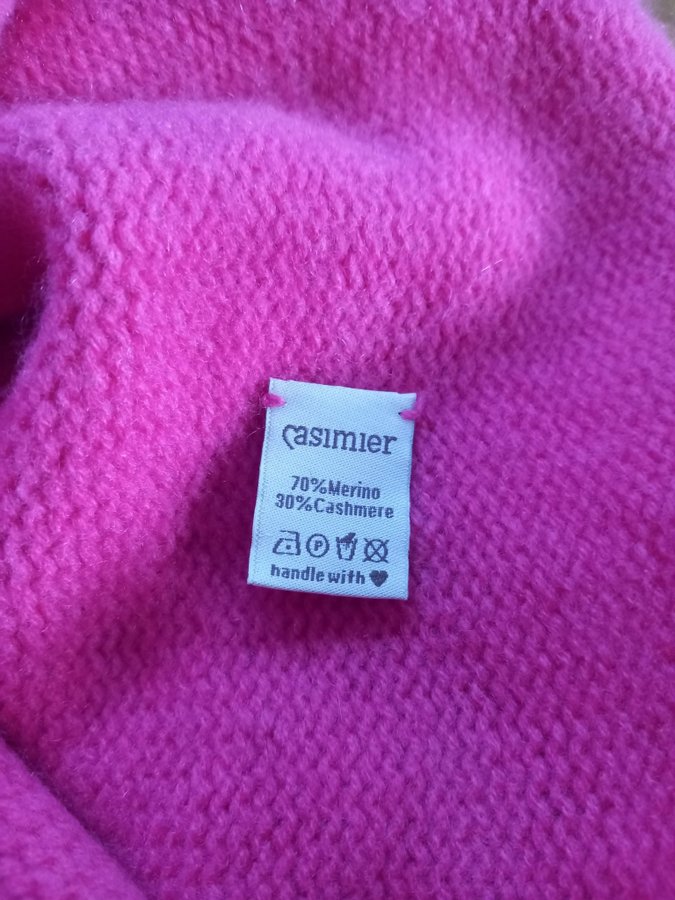 casimier
70%Merino
30%Cashmere
P
handle with ♥